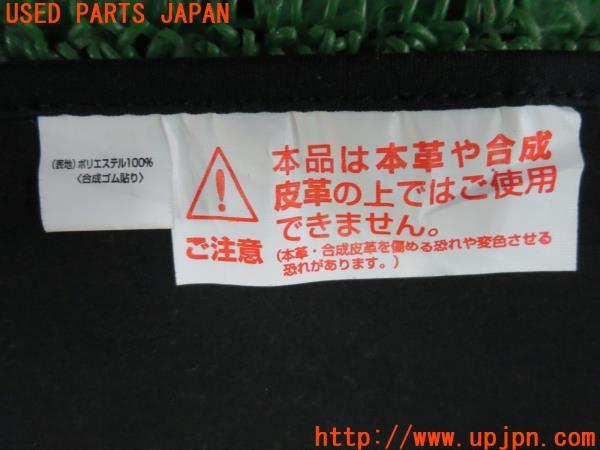 USED PARTS JAPAN
(表地)ポリエステル100%
〈合成ゴム貼り〉
本品は本革や合成
皮革の上ではご使用
できません。
ご注意
(本革・合成皮革を傷める恐れや変色させる
恐れがあります。)
http://www.upjpn.com/